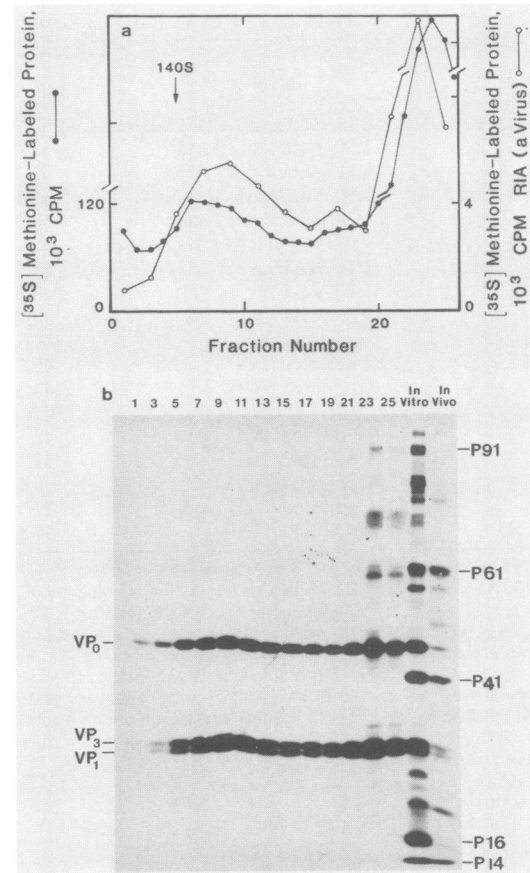 a
140S
[35S] Methionine-Labeled Protein,
10³ CPM
120
0
[35S] Methionine-Labeled Protein,
10³ CPM RIA (αVirus)
8
4
0
0
10
20
Fraction Number
b
1 3 5 7 9 11 13 15 17 19 21 23 25 In Vitro In Vivo
P91
P61
VP₀
P41
VP₃
VP₁
P16
P14